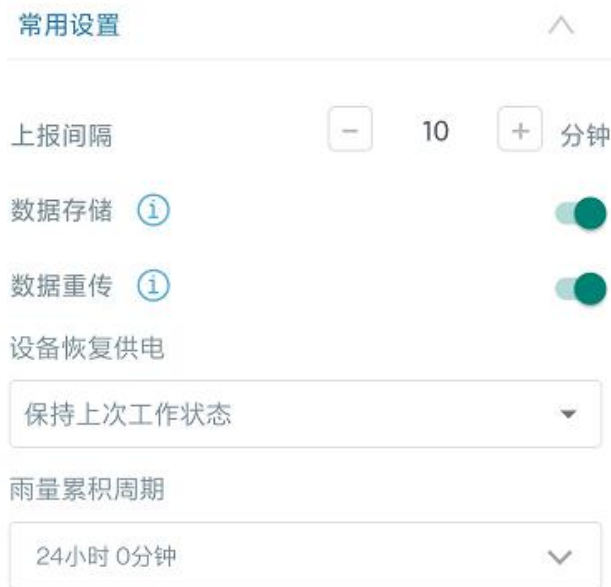 常用设置
上报间隔 - 10 + 分钟
数据存储 i
数据重传 i
设备恢复供电
保持上次工作状态
雨量累积周期
24小时 0分钟